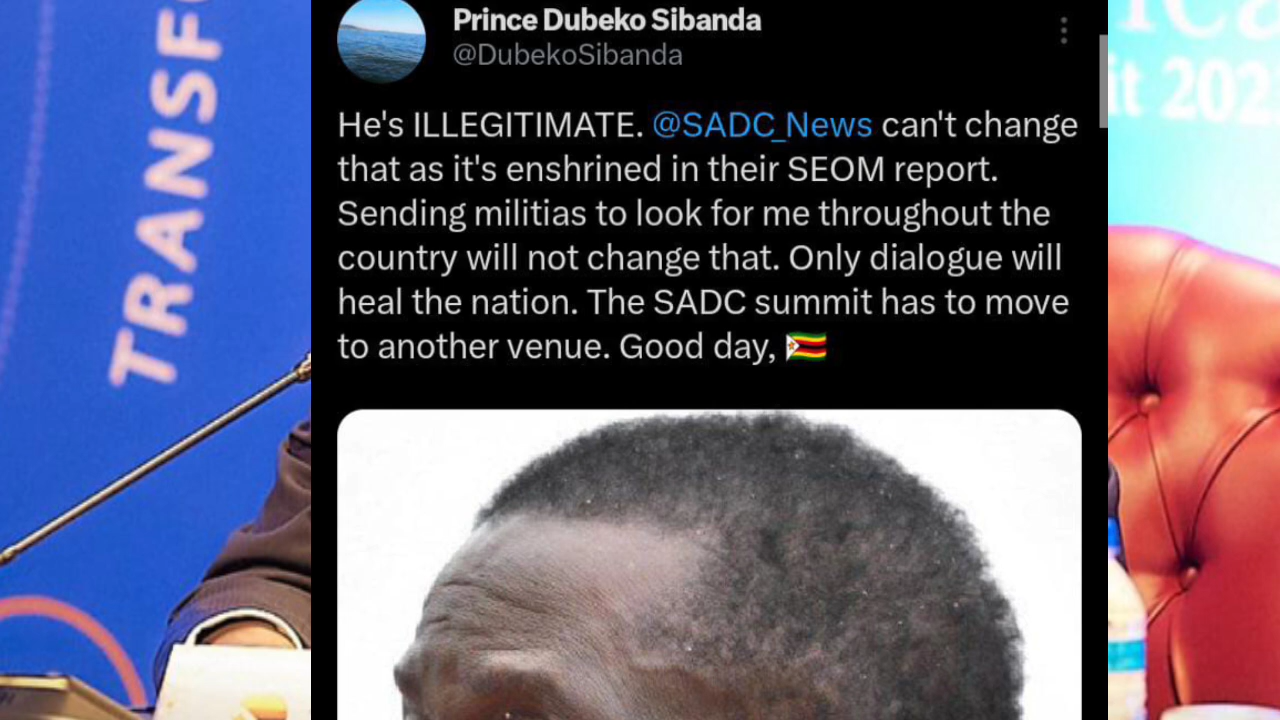 TRANSF
Prince Dubeko Sibanda
@DubekoSibanda
He's ILLEGITIMATE. @SADC_News can't change
that as it's enshrined in their SEOM report.
Sending militias to look for me throughout the
country will not change that. Only dialogue will
heal the nation. The SADC summit has to move
to another venue. Good day, 🇿🇼
it 202